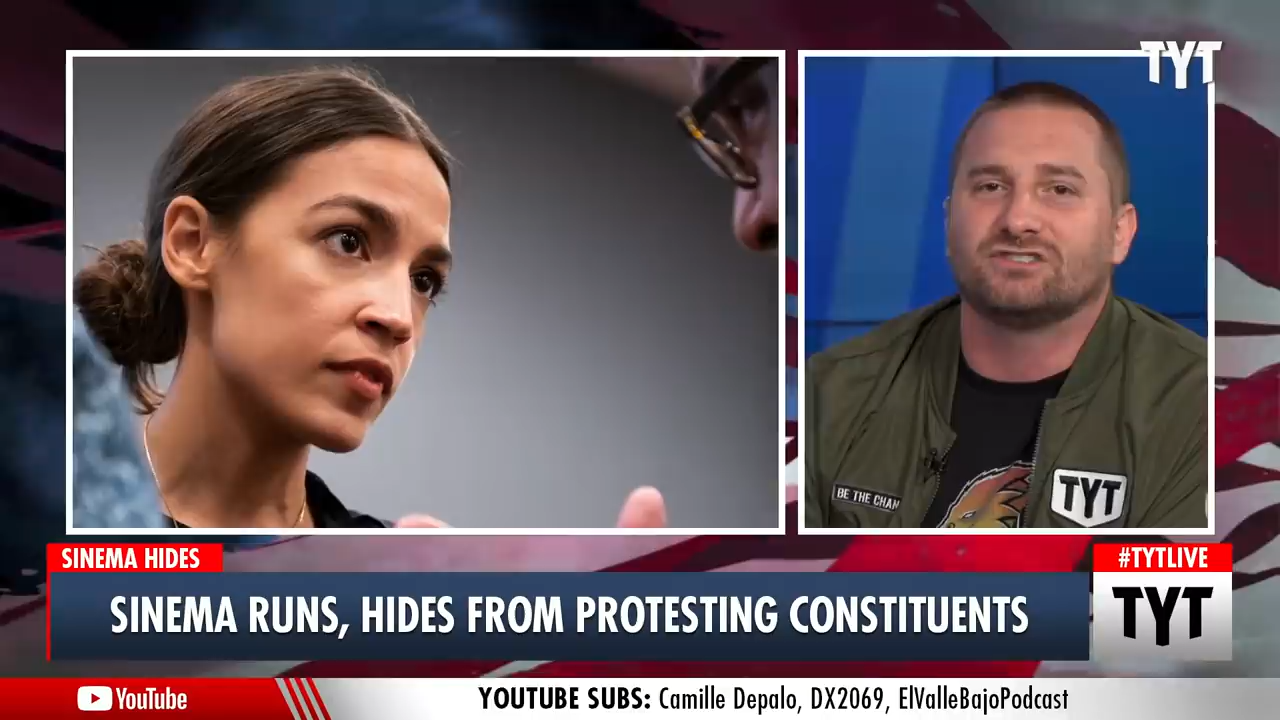 TYT
BE THE CHAN
TYT
SINEMA HIDES
#TYTLIVE
SINEMA RUNS, HIDES FROM PROTESTING CONSTITUENTS
TYT
YouTube
YOUTUBE SUBS: Camille Depalo, DX2069, ElValleBajoPodcast